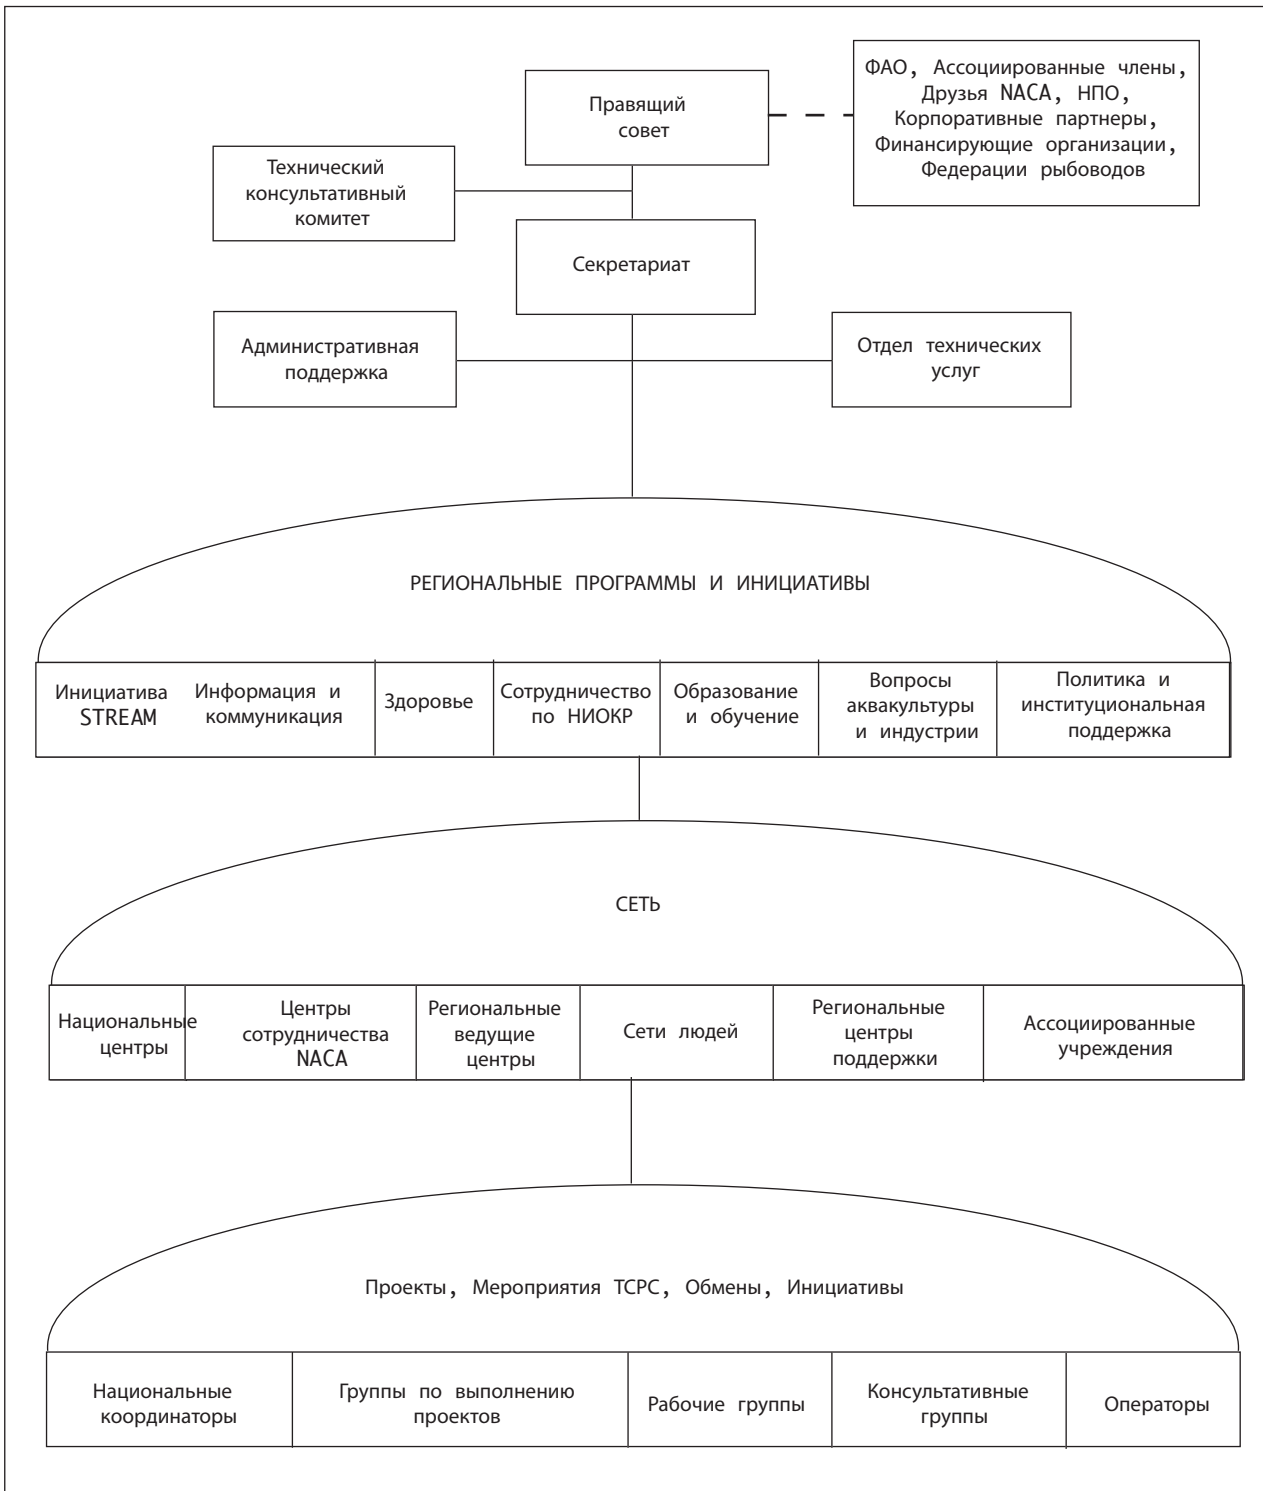 Правящий
совет
ФАО, Ассоциированные члены,
Друзья NACA, НПО,
Корпоративные партнеры,
Финансирующие организации,
Федерации рыбоводов
Технический
консультативный
комитет
Секретариат
Административная
поддержка
Отдел технических
услуг
РЕГИОНАЛЬНЫЕ ПРОГРАММЫ И ИНИЦИАТИВЫ
Инициатива
STREAM
Информация и
коммуникация
Здоровье
Сотрудничество
по НИОКР
Образование
и обучение
Вопросы
аквакультуры
и индустрии
Политика и
институциональная
поддержка
СЕТЬ
Национальные
центры
Центры
сотрудничества
NACA
Региональные
ведущие
центры
Сети людей
Региональные
центры
поддержки
Ассоциированные
учреждения
Проекты, Мероприятия ТСРС, Обмены, Инициативы
Национальные
координаторы
Группы по выполнению
проектов
Рабочие группы
Консультативные
группы
Операторы